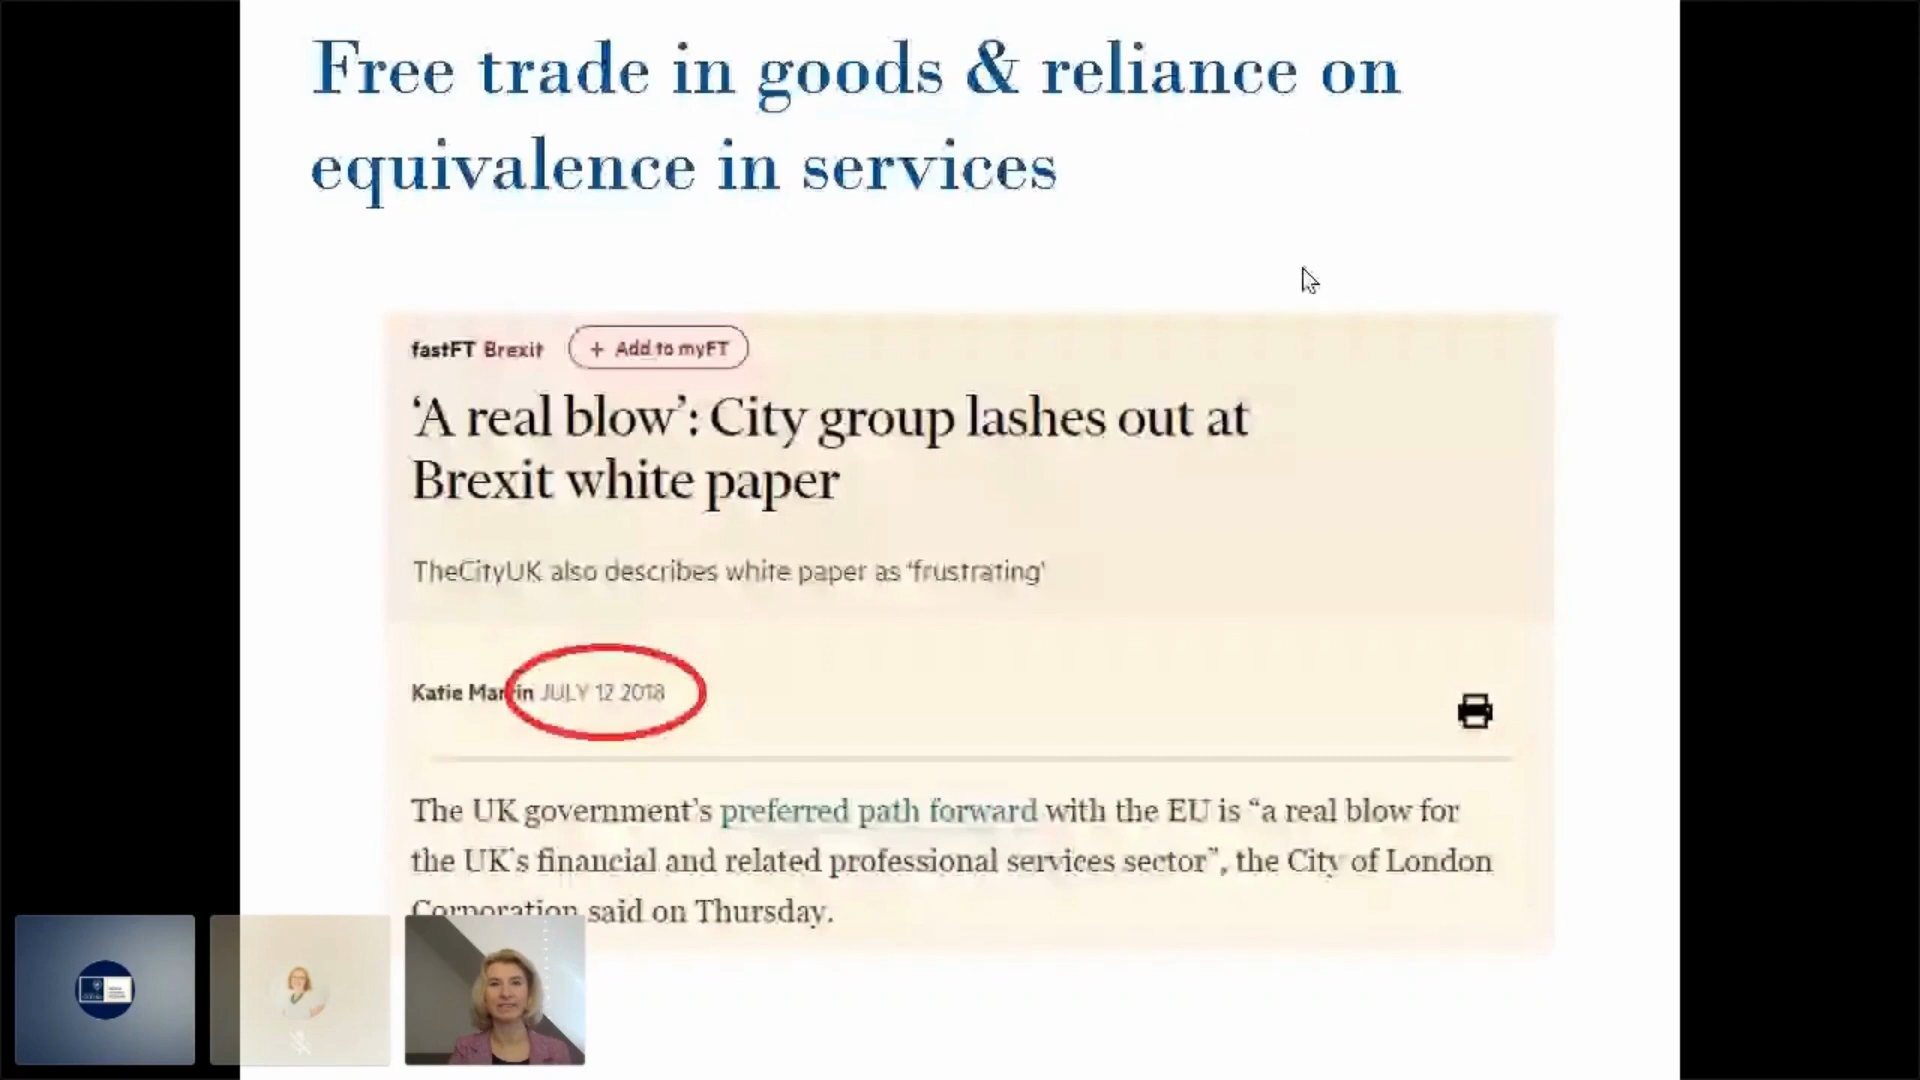 Free trade in goods & reliance on
equivalence in services
fastFT Brexit + Add to myFT
‘A real blow’: City group lashes out at
Brexit white paper
TheCityUK also describes white paper as ‘frustrating’
Katie Martin JULY 12 2018
The UK government’s preferred path forward with the EU is “a real blow for
the UK’s financial and related professional services sector”, the City of London
Corporation said on Thursday.